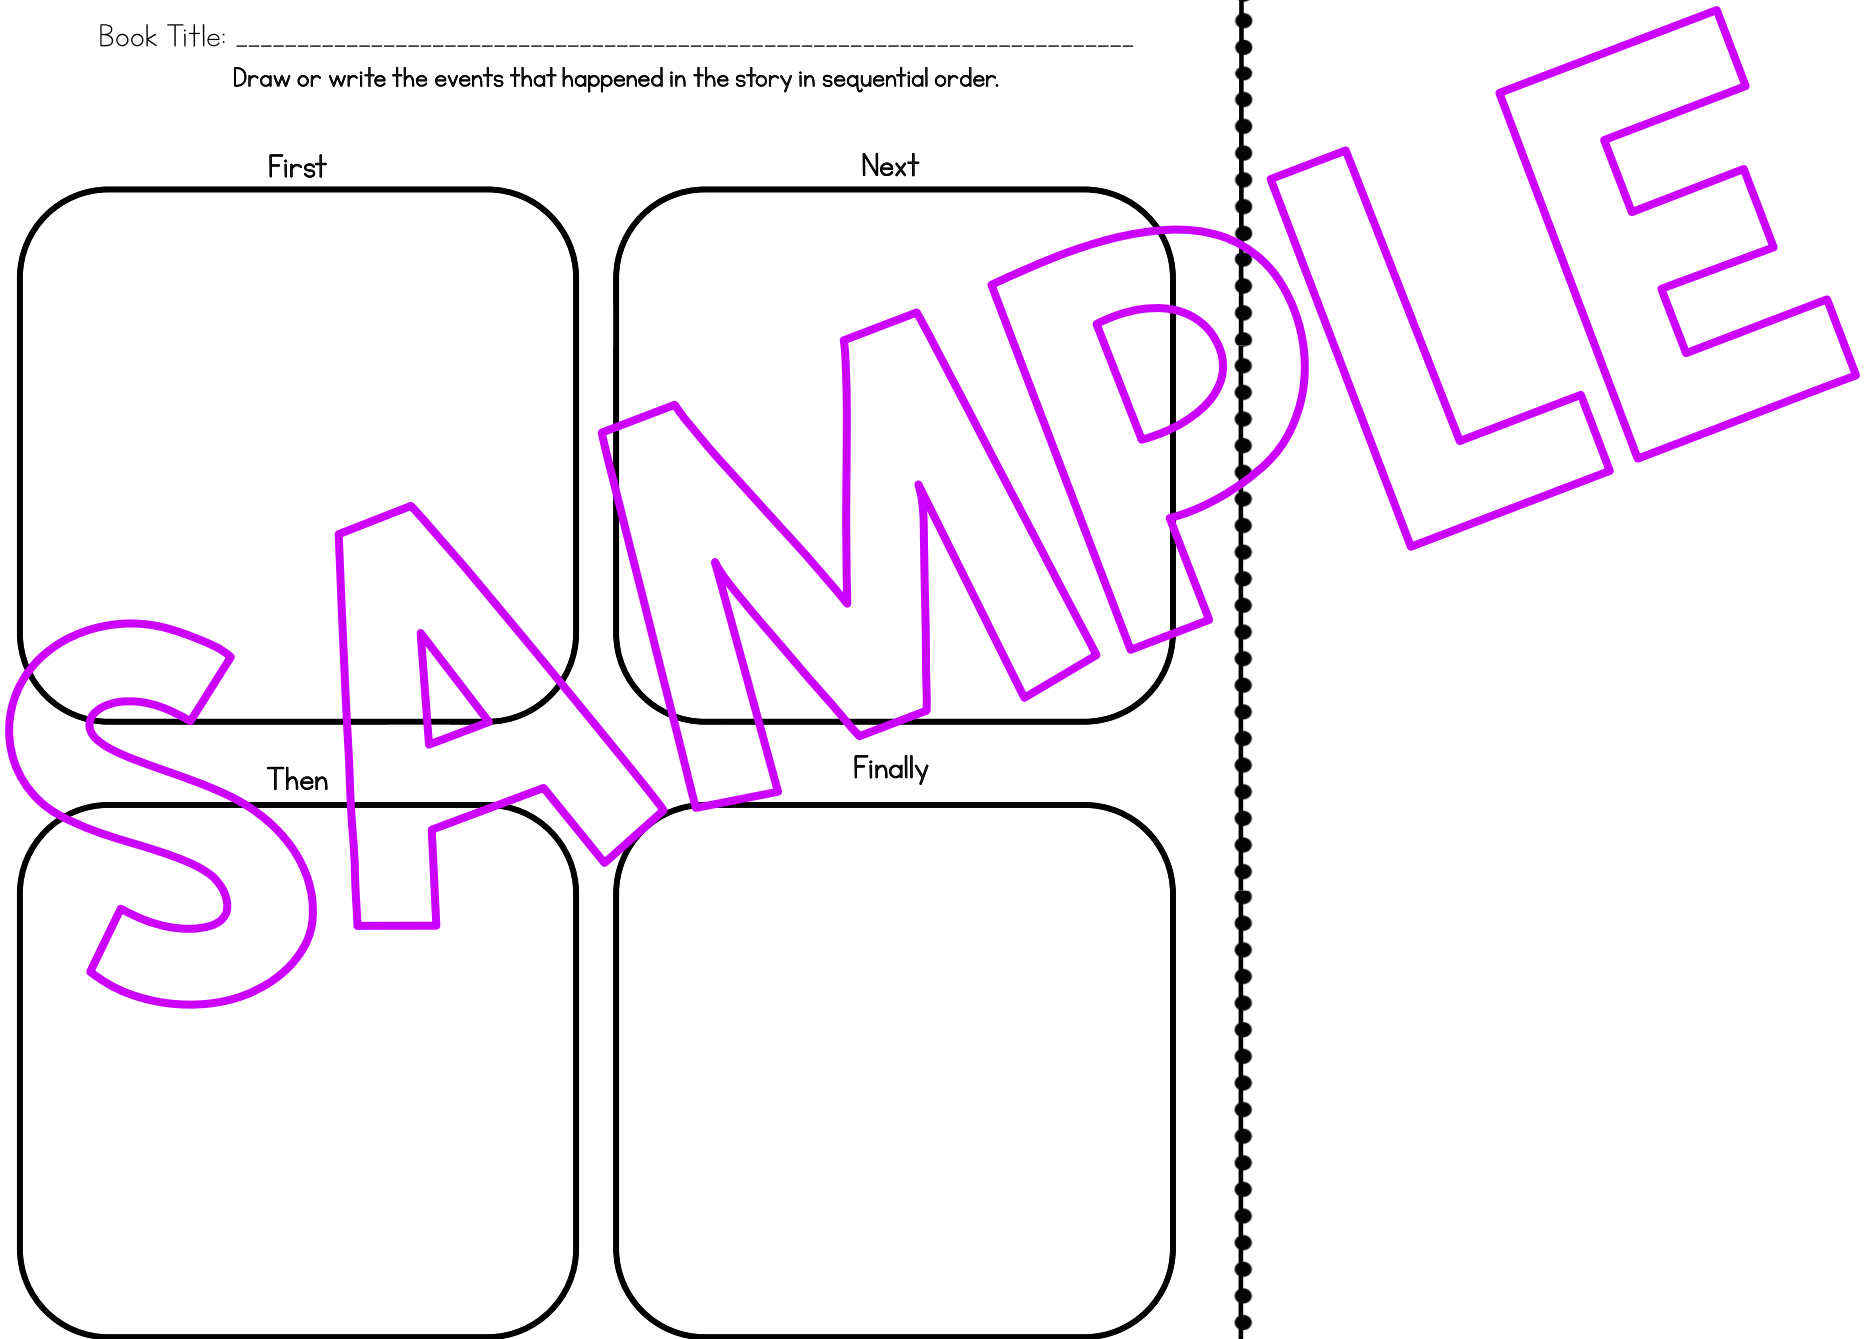 Book Title: ___________________________________________________________________________
Draw or write the events that happened in the story in sequential order.
First
Next
Then
Finally
SAMPLE